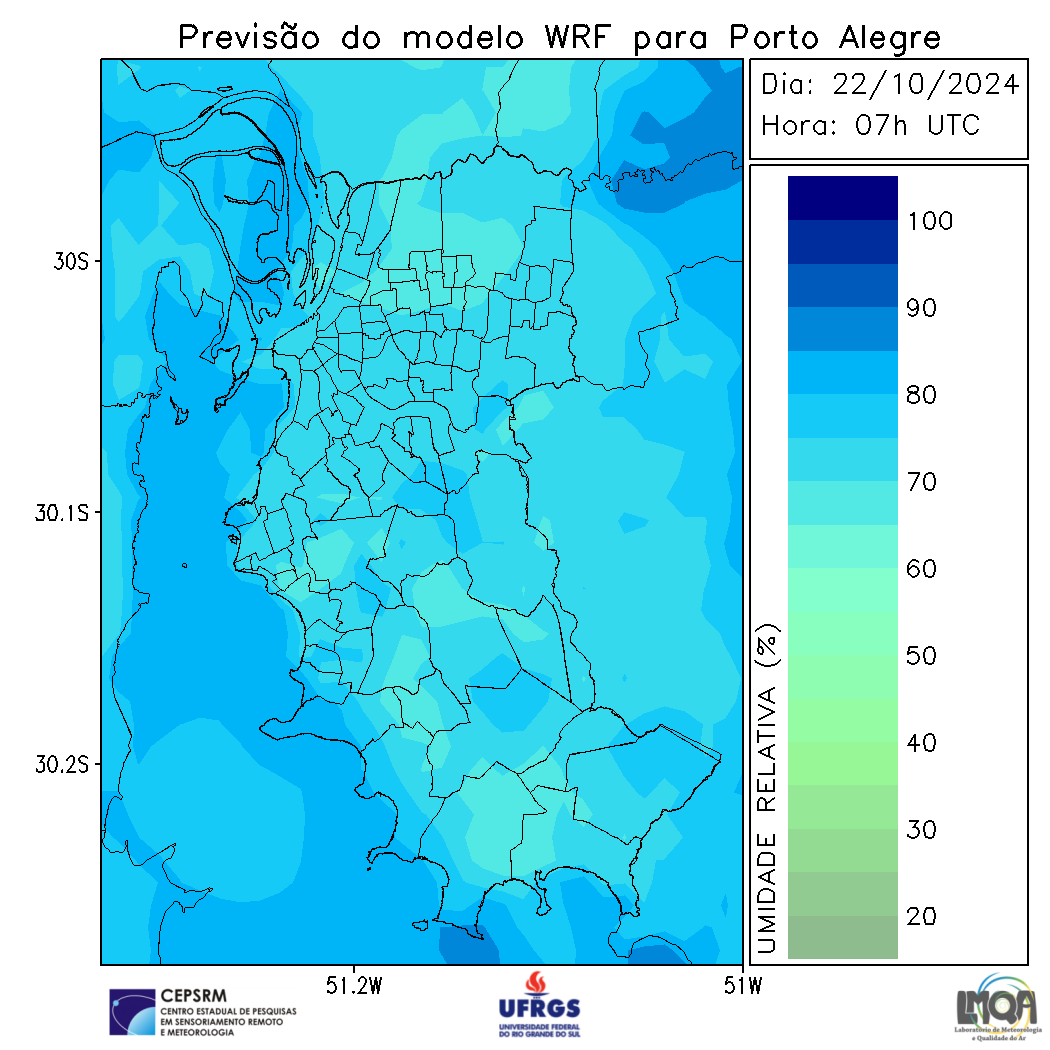 Previsão do modelo WRF para Porto Alegre
Dia: 22/10/2024
Hora: 07h UTC
100
90
80
70
60
50
40
30
20
UMIDADE RELATIVA (%)
30S
30.1S
30.2S
51.2W
51W
CEPSRM
CENTRO ESTADUAL DE PESQUISAS
EM SENSORIAMENTO REMOTO
E METEOROLOGIA
UFRGS
UNIVERSIDADE FEDERAL
DO RIO GRANDE DO SUL
LMQA
Laboratório de Meteorologia
e Qualidade do Ar